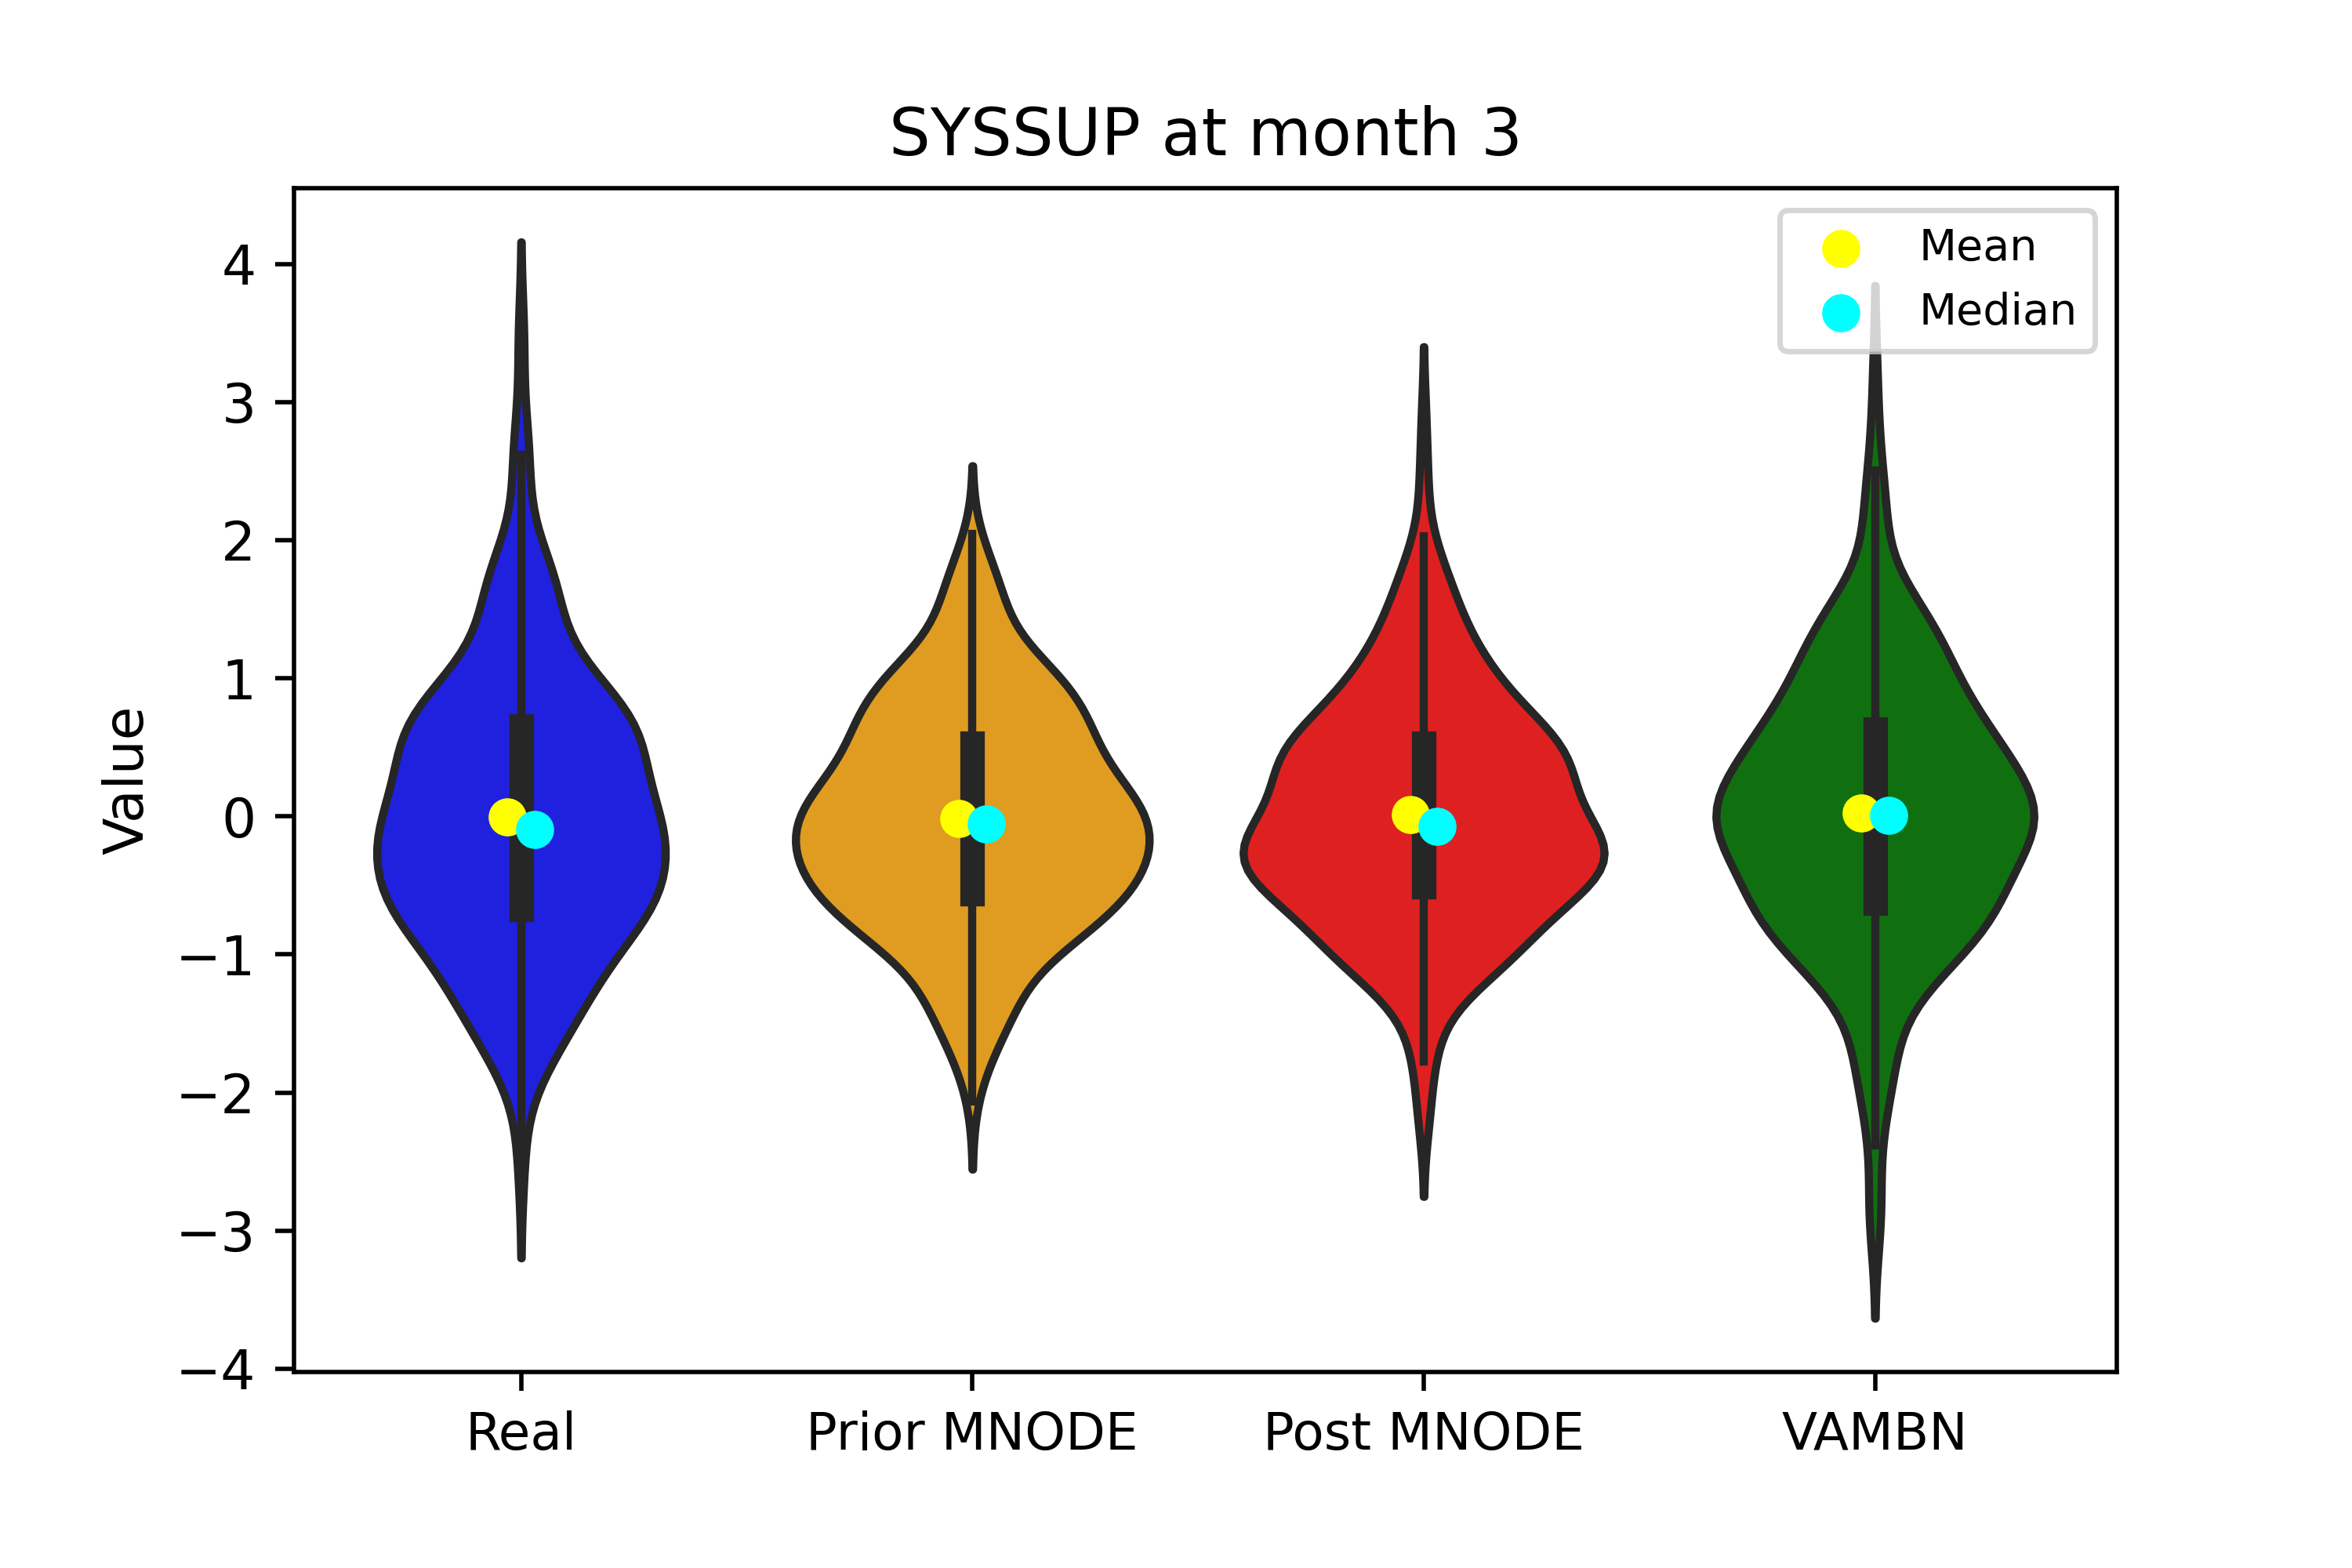 SYSSUP at month 3
Mean
Median
4
3
2
1
0
−1
−2
−3
−4
Value
Real
Prior MNODE
Post MNODE
VAMBN